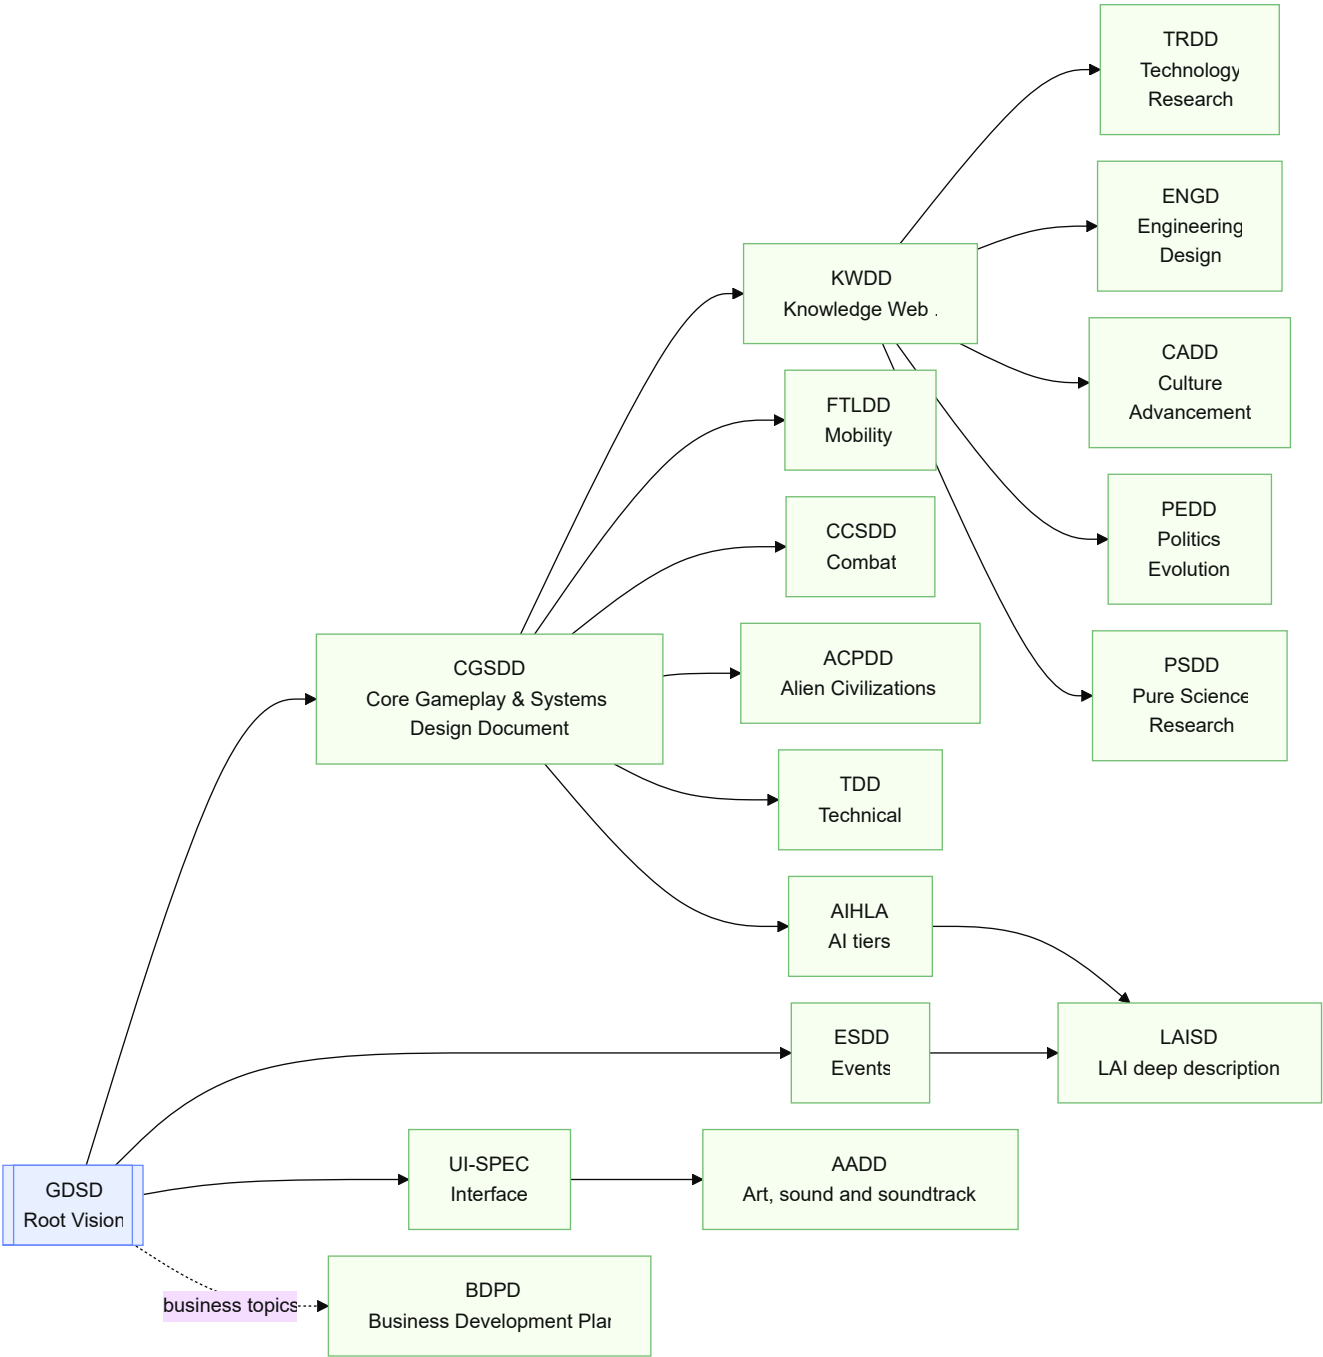 TRDD
Technology
Research
ENGD
Engineering
Design
KWDD
Knowledge Web .
CADD
Culture
Advancement
FTLDD
Mobility
PEDD
Politics
Evolution
CCSDD
Combat
PSDD
Pure Science
Research
CGSDD
Core Gameplay & Systems
Design Document
ACPDD
Alien Civilizations
TDD
Technical
AIHLA
AI tiers
ESDD
Events
LAISD
LAI deep description
UI-SPEC
Interface
AADD
Art, sound and soundtrack
GDSD
Root Vision
business topics
BDPD
Business Development Plan